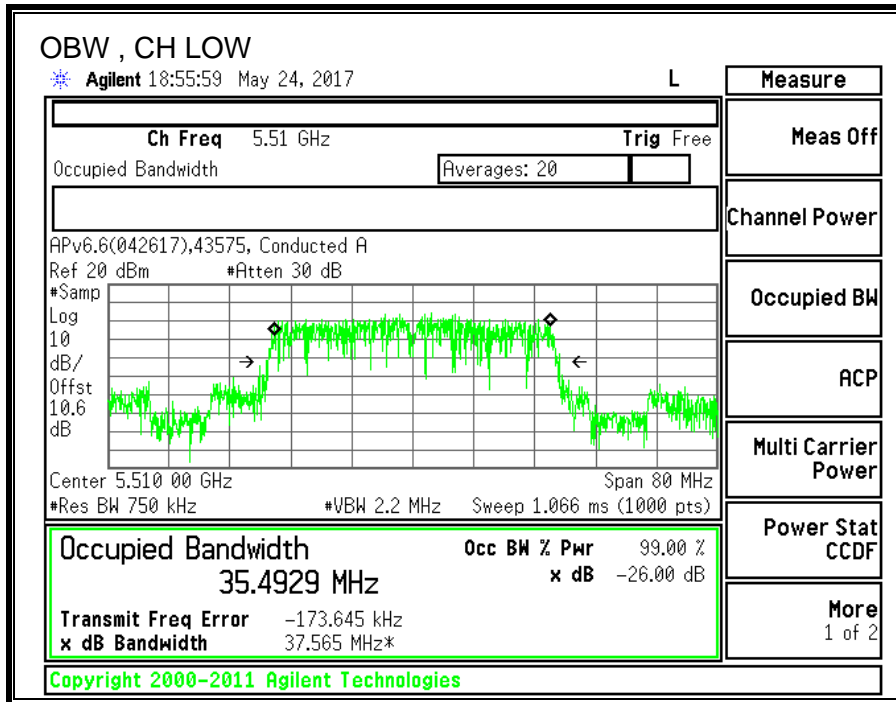 OBW , CH LOW
Agilent 18:55:59 May 24, 2017 L
Measure
Ch Freq 5.51 GHz Trig Free
Meas Off
Occupied Bandwidth Averages: 20
Channel Power
APv6.6(042617),43575, Conducted A
Ref 20 dBm #Atten 30 dB
#Samp
Log
10
dB/
Offst
10.6
dB
Occupied BW
ACP
Center 5.510 00 GHz Span 80 MHz
#Res BW 750 kHz #VBW 2.2 MHz Sweep 1.066 ms (1000 pts)
Multi Carrier
Power
Occupied Bandwidth Occ BW % Pwr 99.00 %
35.4929 MHz x dB -26.00 dB
Power Stat
CCDF
Transmit Freq Error -173.645 kHz
x dB Bandwidth 37.565 MHz*
More
1 of 2
Copyright 2000-2011 Agilent Technologies